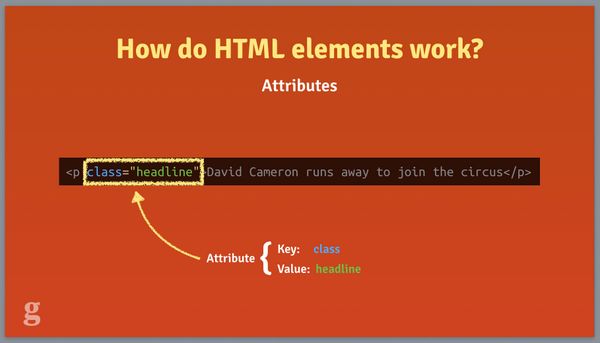 How do HTML elements work?
Attributes
<p class="headline">David Cameron runs away to join the circus</p>
Attribute { Key: class
Value: headline
g